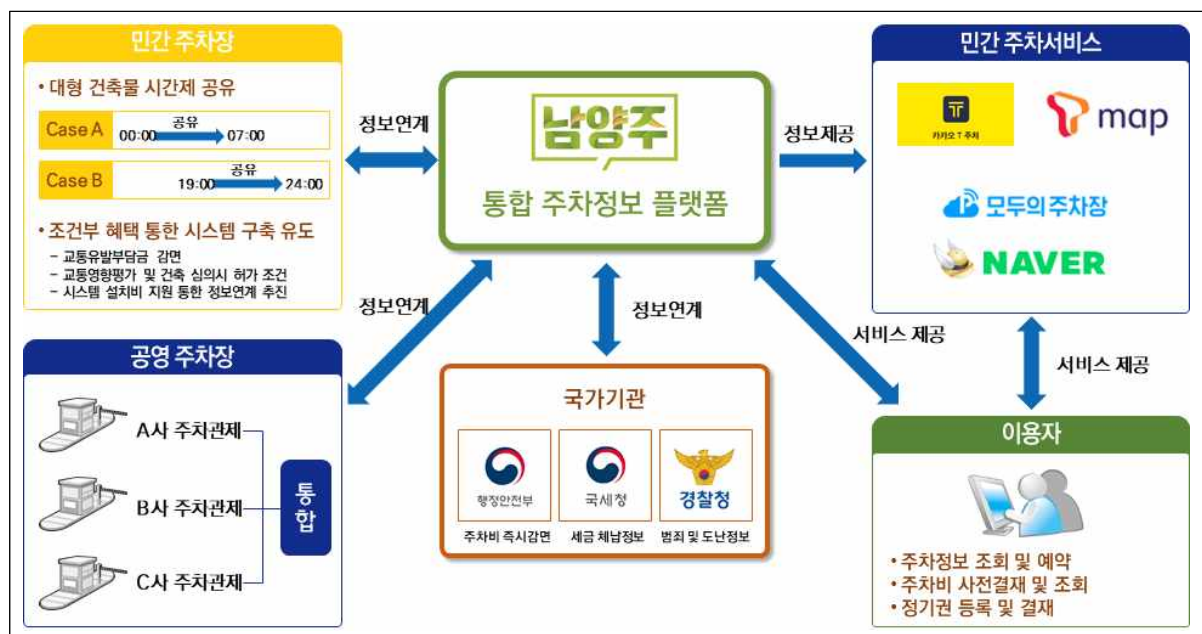 민간 주차장
• 대형 건축물 시간제 공유
Case A
공유
00:00
07:00
Case B
공유
19:00
24:00
• 조건부 혜택 통한 시스템 구축 유도
– 교통유발부담금 감면
– 교통영향평가 및 건축 심의시 허가 조건
– 시스템 설치비 지원 통한 정보연계 추진
정보연계
남양주
통합 주차정보 플랫폼
정보제공
민간 주차서비스
카카오 T 주차
T map
P 모두의주차장
NAVER
정보연계
정보연계
서비스 제공
서비스 제공
공영 주차장
A사 주차관제
B사 주차관제
C사 주차관제
통합
국가기관
행정안전부
국세청
경찰청
주차비 즉시감면
세금 체납정보
범죄 및 도난정보
이용자
• 주차정보 조회 및 예약
• 주차비 사전결재 및 조회
• 정기권 등록 및 결재